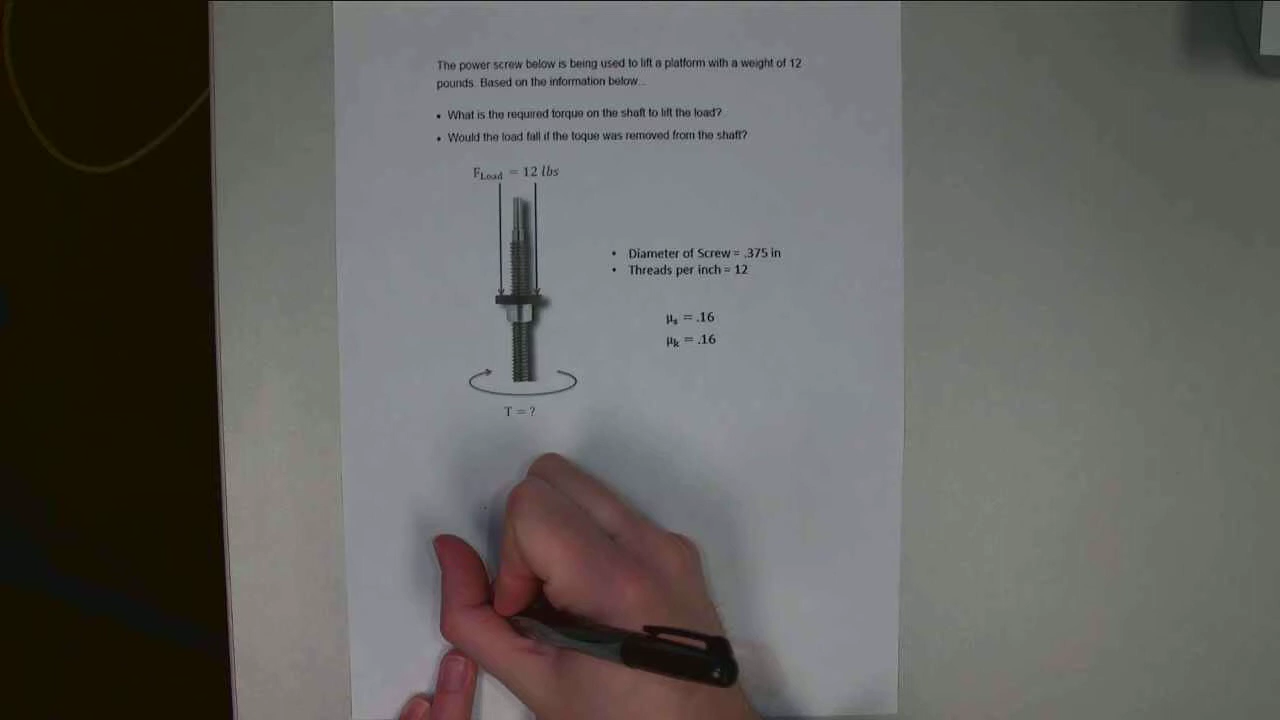 The power screw below is being used to lift a platform with a weight of 12
pounds. Based on the information below...
• What is the required torque on the shaft to lift the load?
• Would the load fall if the toque was removed from the shaft?
F_Load = 12 lbs
• Diameter of Screw = .375 in
• Threads per inch = 12
μ_s = .16
μ_k = .16
T = ?